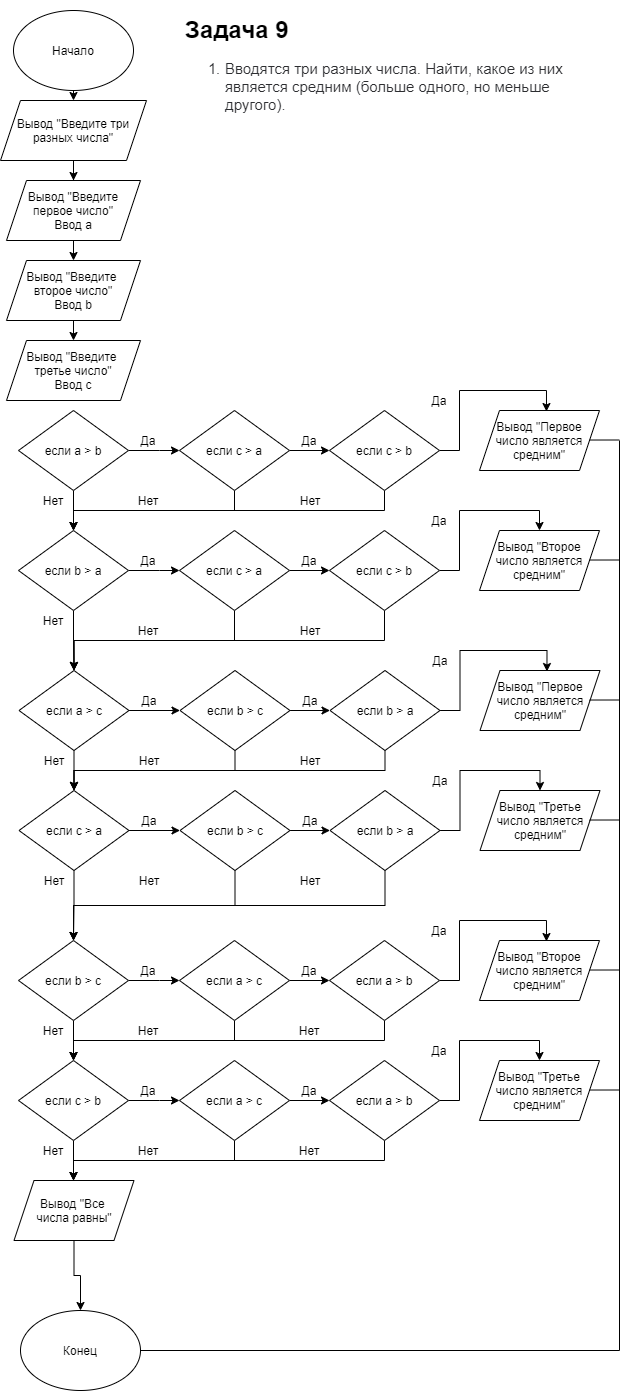 Задача 9
1. Вводятся три разных числа. Найти, какое из них
является средним (больше одного, но меньше
другого).
Начало
Вывод "Введите три
разных числа"
Вывод "Введите
первое число"
Ввод a
Вывод "Введите
второе число"
Ввод b
Вывод "Введите
третье число"
Ввод c
Да
если a > b
Да
если c > a
Да
если c > b
Вывод "Первое
число является
средним"
Нет
Нет
Нет
Да
если b > a
Да
если c > a
Да
если c > b
Вывод "Второе
число является
средним"
Нет
Нет
Нет
Да
если a > c
Да
если b > c
Да
если b > a
Вывод "Первое
число является
средним"
Нет
Нет
Нет
Да
если c > a
Да
если b > c
Да
если b > a
Вывод "Третье
число является
средним"
Нет
Нет
Нет
Да
если b > c
Да
если a > c
Да
если a > b
Вывод "Второе
число является
средним"
Нет
Нет
Нет
Да
если c > b
Да
если a > c
Да
если a > b
Вывод "Третье
число является
средним"
Нет
Нет
Нет
Вывод "Все
числа равны"
Конец